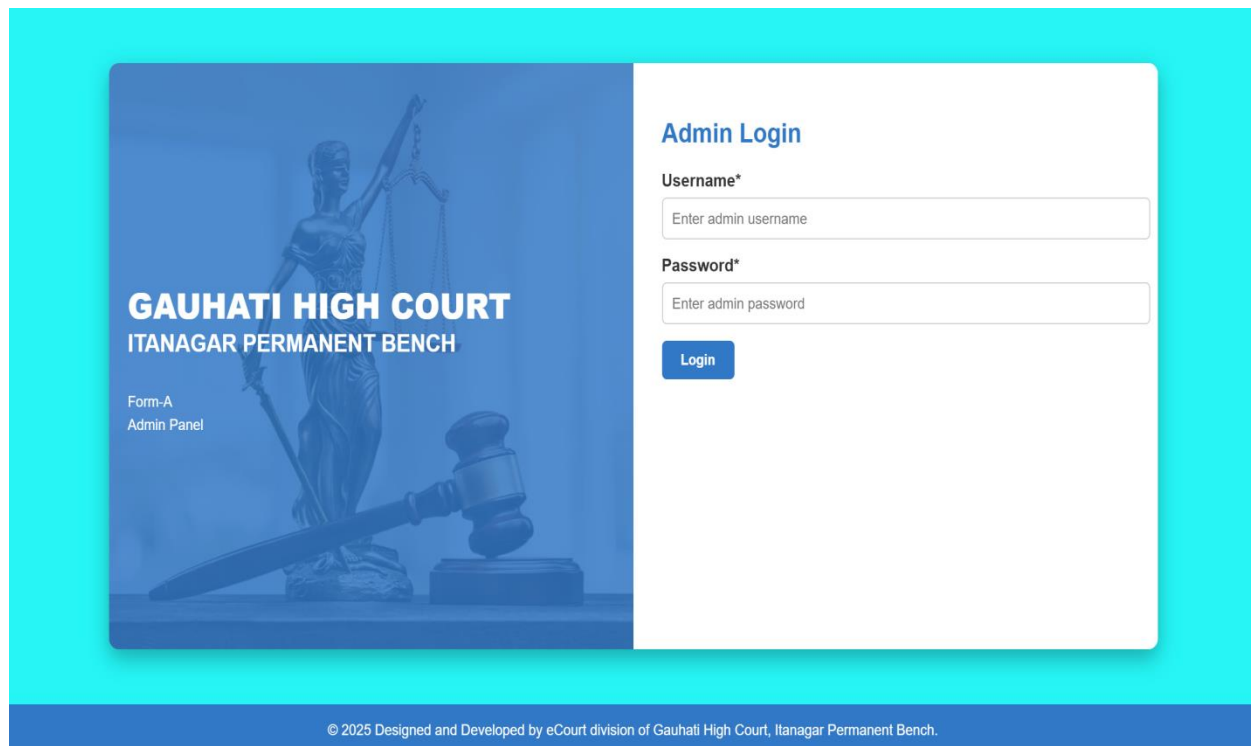 GAUHATI HIGH COURT
ITANAGAR PERMANENT BENCH
Form-A
Admin Panel
Admin Login
Username*
Enter admin username
Password*
Enter admin password
Login
© 2025 Designed and Developed by eCourt division of Gauhati High Court, Itanagar Permanent Bench.